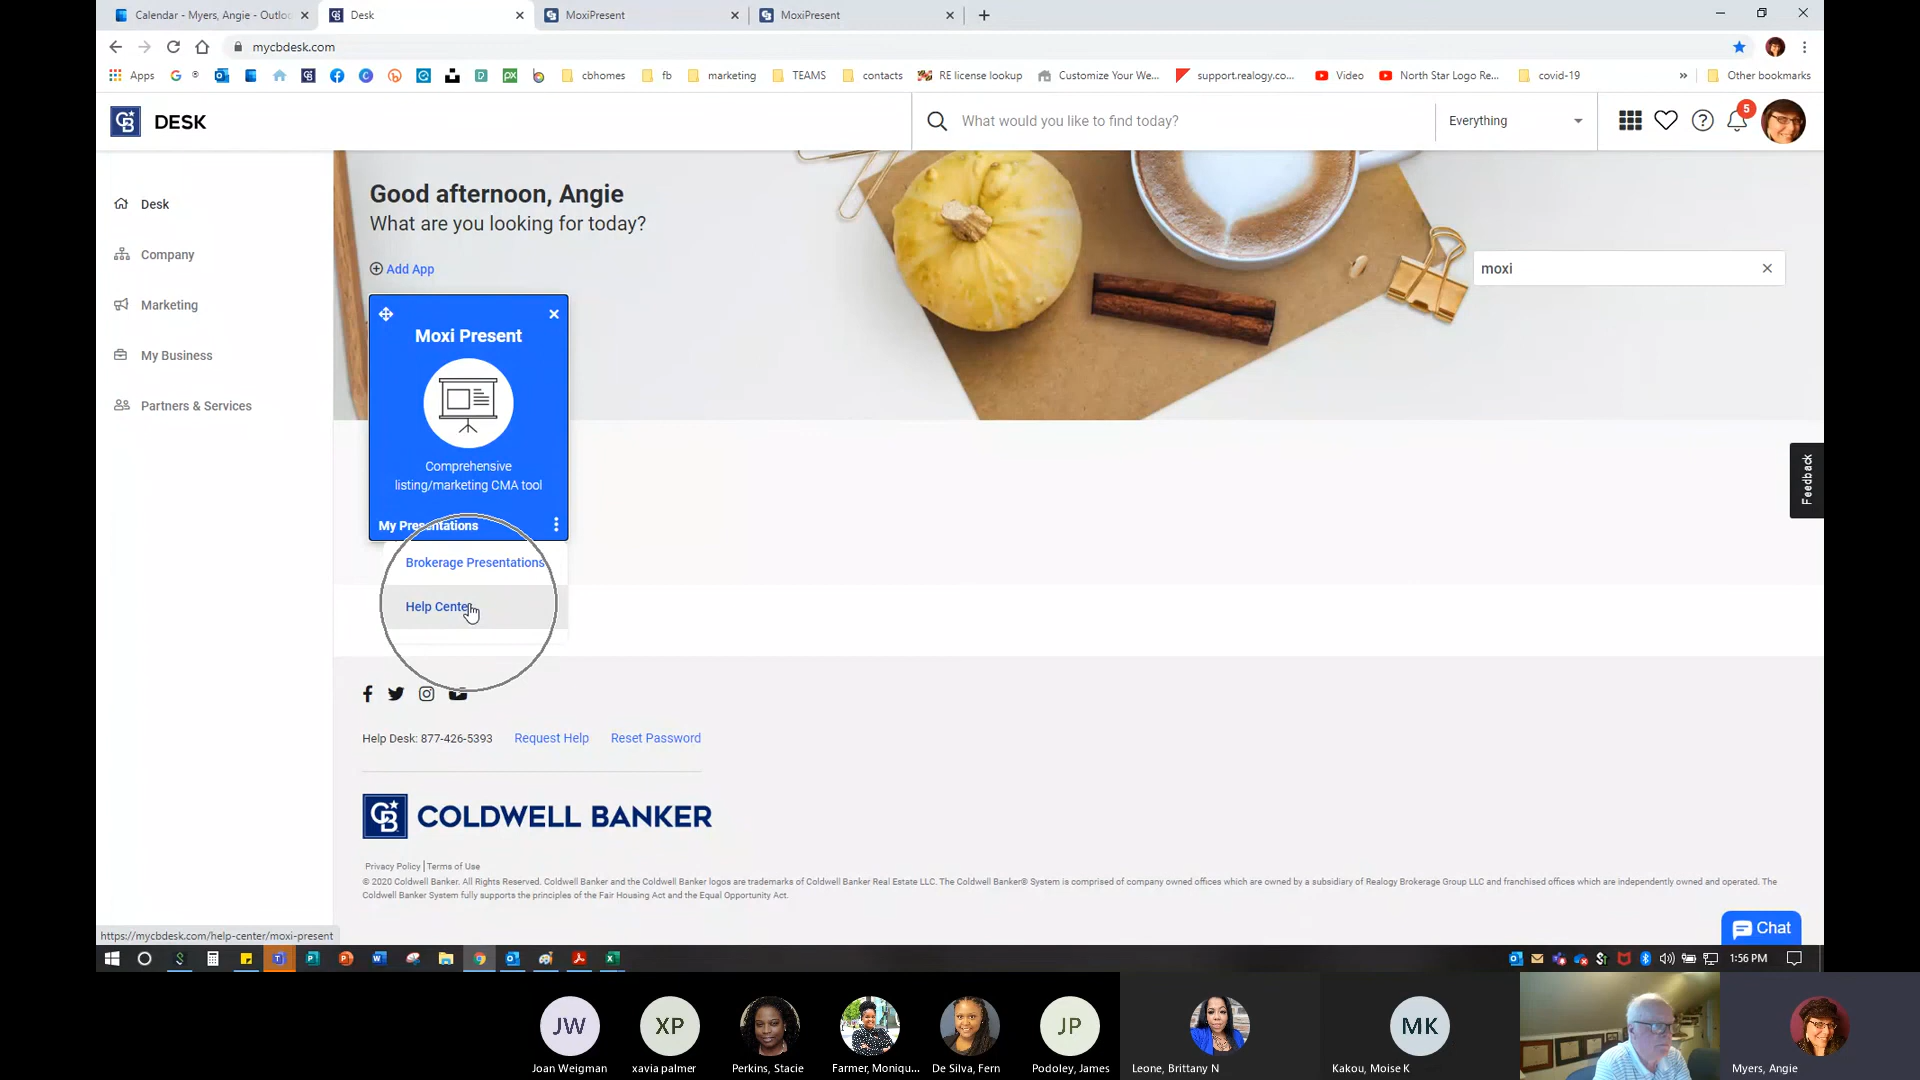 Calendar - Myers, Angie - Outlo
Desk
MoxiPresent
MoxiPresent
mycbdesk.com
Apps
cbhomes
fb
marketing
TEAMS
contacts
RE license lookup
Customize Your We...
support.realogy.co...
Video
North Star Logo Re...
covid-19
Other bookmarks
DESK
What would you like to find today?
Everything
5
Desk
Company
Marketing
My Business
Partners & Services
Good afternoon, Angie
What are you looking for today?
Add App
moxi
Moxi Present
Comprehensive
listing/marketing CMA tool
My Presentations
Brokerage Presentations
Help Center
Feedback
Help Desk: 877-426-5393
Request Help
Reset Password
COLDWELL BANKER
Privacy Policy | Terms of Use
© 2020 Coldwell Banker. All Rights Reserved. Coldwell Banker and the Coldwell Banker logos are trademarks of Coldwell Banker Real Estate LLC. The Coldwell Banker® System is comprised of company owned offices which are owned by a subsidiary of Realogy Brokerage Group LLC and franchised offices which are independently owned and operated. The
Coldwell Banker System fully supports the principles of the Fair Housing Act and the Equal Opportunity Act.
Chat
https://mycbdesk.com/help-center/moxi-present
1:56 PM
JW
XP
JP
MK
Joan Weigman
xavia palmer
Perkins, Stacie
Farmer, Moniqu...
De Silva, Fern
Podoley, James
Leone, Brittany N
Kakou, Moise K
Myers, Angie